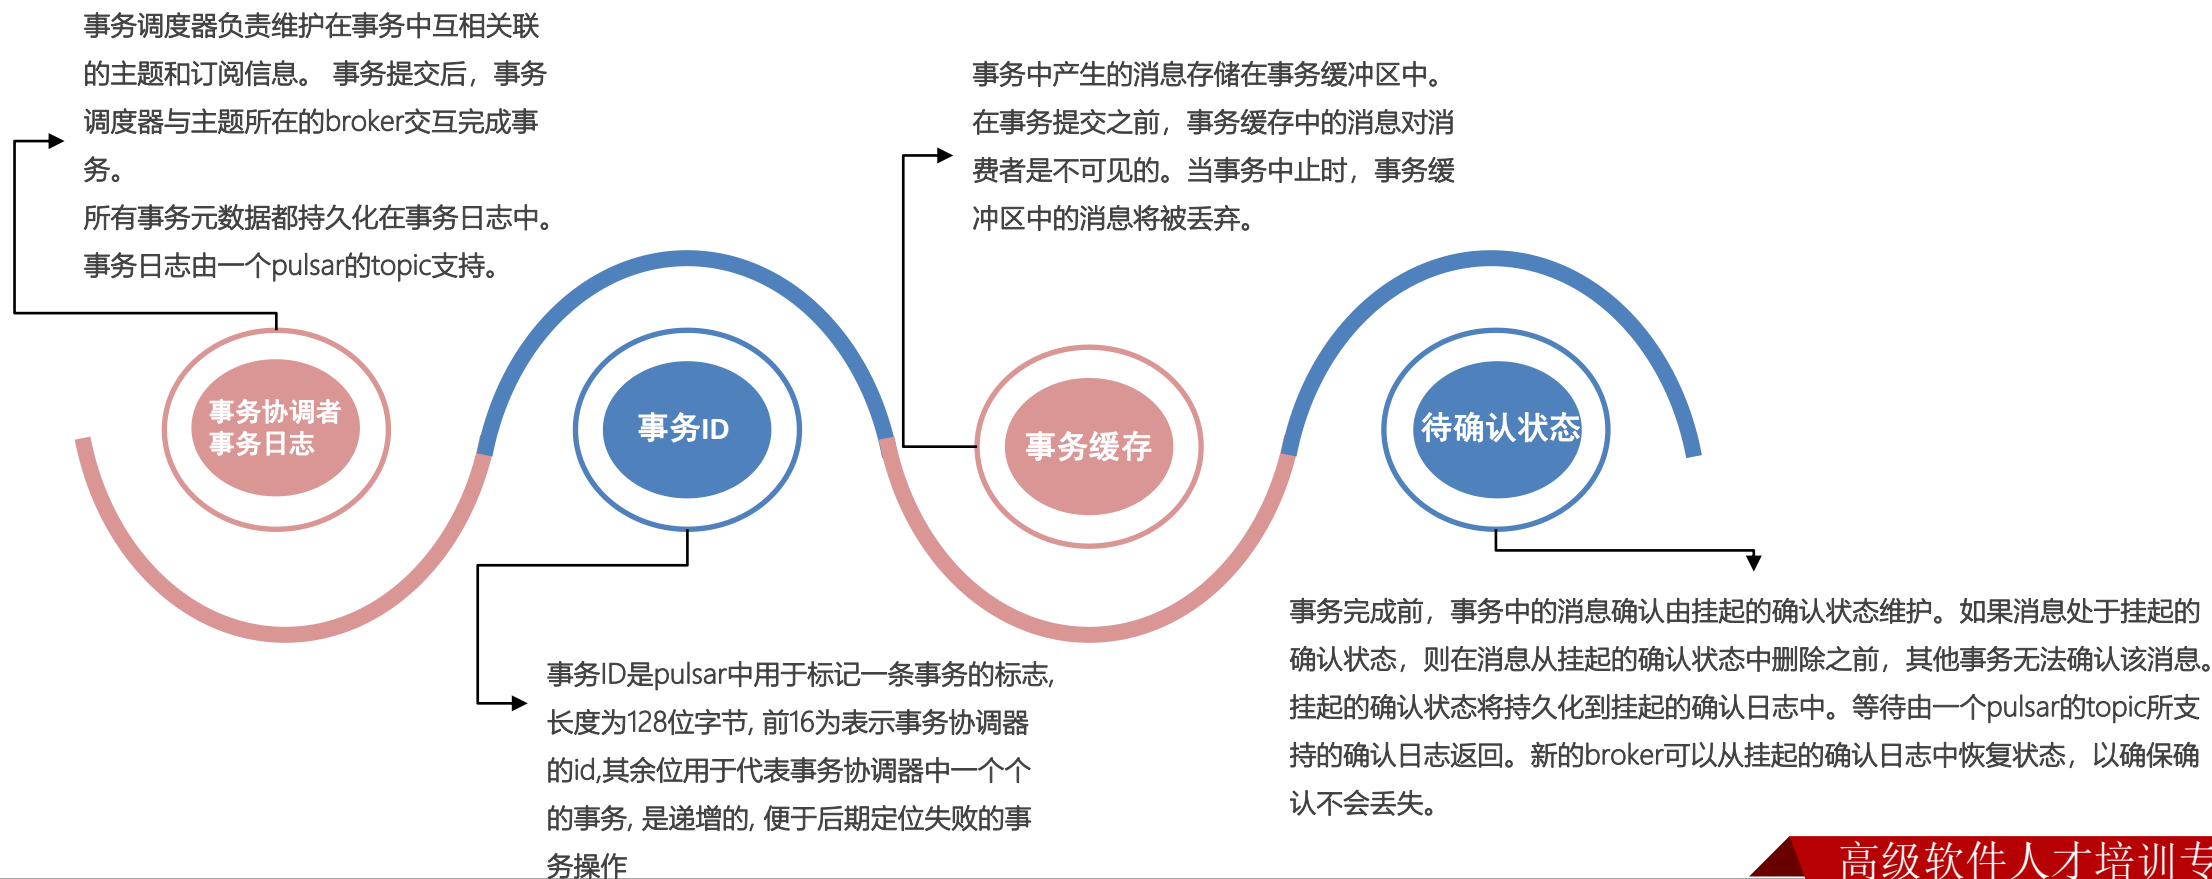 事务调度器负责维护在事务中互相关联
的主题和订阅信息。 事务提交后，事务
调度器与主题所在的broker交互完成事
务。
所有事务元数据都持久化在事务日志中。
事务日志由一个pulsar的topic支持。
事务中产生的消息存储在事务缓冲区中。
在事务提交之前，事务缓存中的消息对消
费者是不可见的。当事务中止时，事务缓
冲区中的消息将被丢弃。
事务协调者
事务日志
事务ID
事务缓存
待确认状态
事务ID是pulsar中用于标记一条事务的标志,
长度为128位字节, 前16为表示事务协调器
的id,其余位用于代表事务协调器中一个个
的事务, 是递增的, 便于后期定位失败的事
务操作
事务完成前，事务中的消息确认由挂起的确认状态维护。如果消息处于挂起的
确认状态，则在消息从挂起的确认状态中删除之前，其他事务无法确认该消息。
挂起的确认状态将持久化到挂起的确认日志中。等待由一个pulsar的topic所支
持的确认日志返回。新的broker可以从挂起的确认日志中恢复状态，以确保确
认不会丢失。
高级软件人才培训专